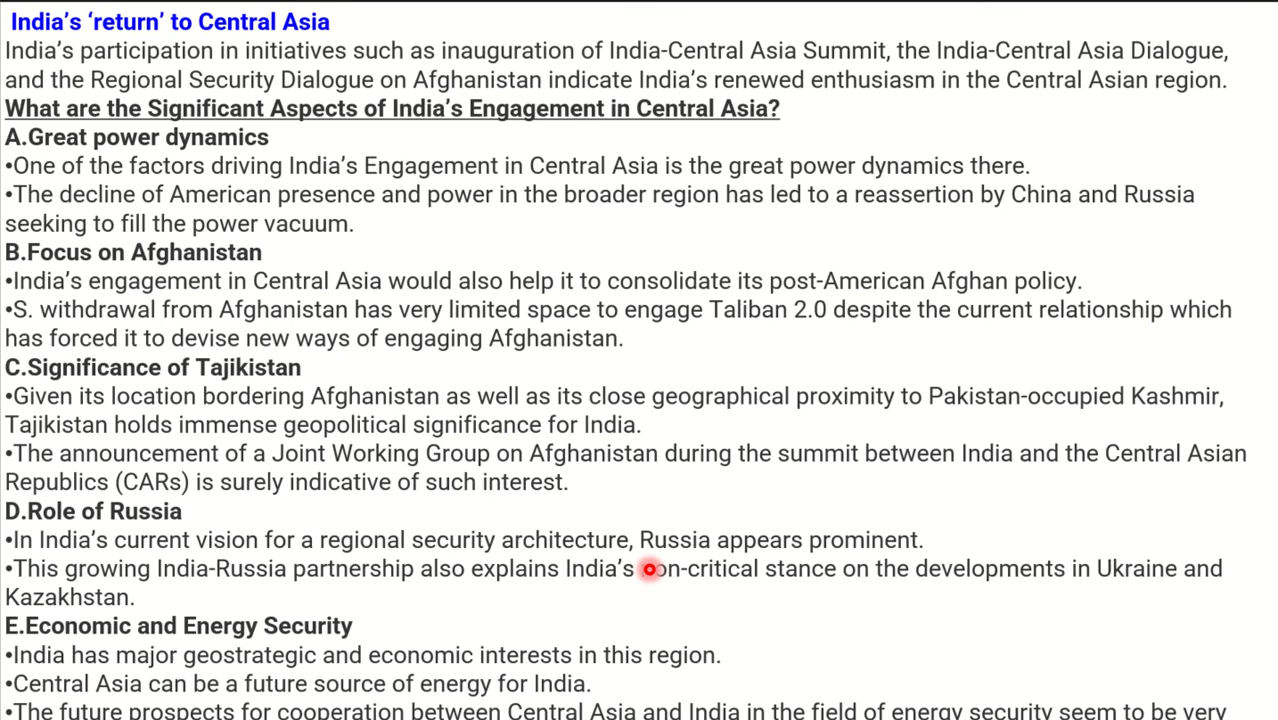 India’s ‘return’ to Central Asia
India’s participation in initiatives such as inauguration of India-Central Asia Summit, the India-Central Asia Dialogue,
and the Regional Security Dialogue on Afghanistan indicate India’s renewed enthusiasm in the Central Asian region.
What are the Significant Aspects of India’s Engagement in Central Asia?
A.Great power dynamics
•One of the factors driving India’s Engagement in Central Asia is the great power dynamics there.
•The decline of American presence and power in the broader region has led to a reassertion by China and Russia
seeking to fill the power vacuum.
B.Focus on Afghanistan
•India’s engagement in Central Asia would also help it to consolidate its post-American Afghan policy.
•S. withdrawal from Afghanistan has very limited space to engage Taliban 2.0 despite the current relationship which
has forced it to devise new ways of engaging Afghanistan.
C.Significance of Tajikistan
•Given its location bordering Afghanistan as well as its close geographical proximity to Pakistan-occupied Kashmir,
Tajikistan holds immense geopolitical significance for India.
•The announcement of a Joint Working Group on Afghanistan during the summit between India and the Central Asian
Republics (CARs) is surely indicative of such interest.
D.Role of Russia
•In India’s current vision for a regional security architecture, Russia appears prominent.
•This growing India-Russia partnership also explains India’s non-critical stance on the developments in Ukraine and
Kazakhstan.
E.Economic and Energy Security
•India has major geostrategic and economic interests in this region.
•Central Asia can be a future source of energy for India.
•The future prospects for cooperation between Central Asia and India in the field of energy security seem to be very